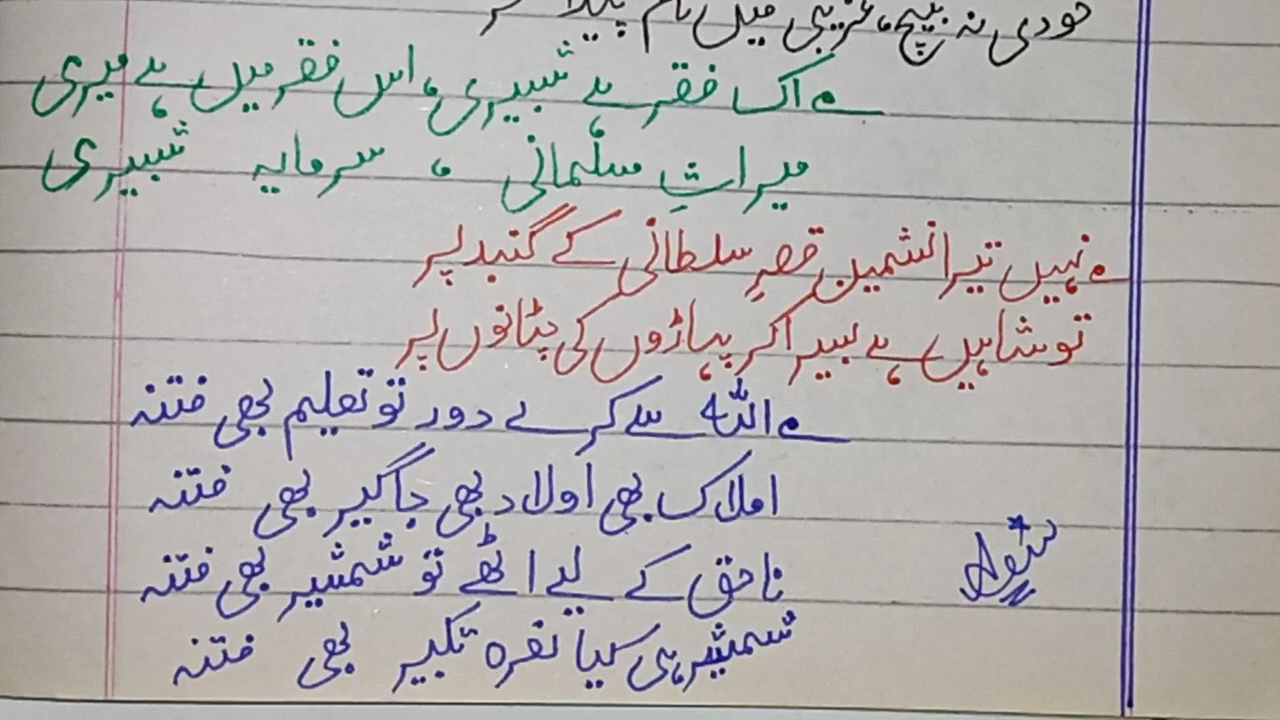 خودی نہ بیچ، غریبی میں نام پیدا کر
اک فقر ہے شبیری، اس فقر میں ہے میری
میراثِ سلمانی ، سرمایہ شبیری
نہیں تیرا نشمین قصرِ سلطانی کے گنبد پر
تو شاہیں ہے بسیرا کر پہاڑوں کی چٹانوں پر
اللہ سے کرے دور تو تعلیم بھی فتنہ
املاک بھی اولاد بھی جاگیر بھی فتنہ
ناحق کے لیے اٹھے تو شمشیر بھی فتنہ
شمشیر ہی کیا نعرہ تکبیر بھی فتنہ